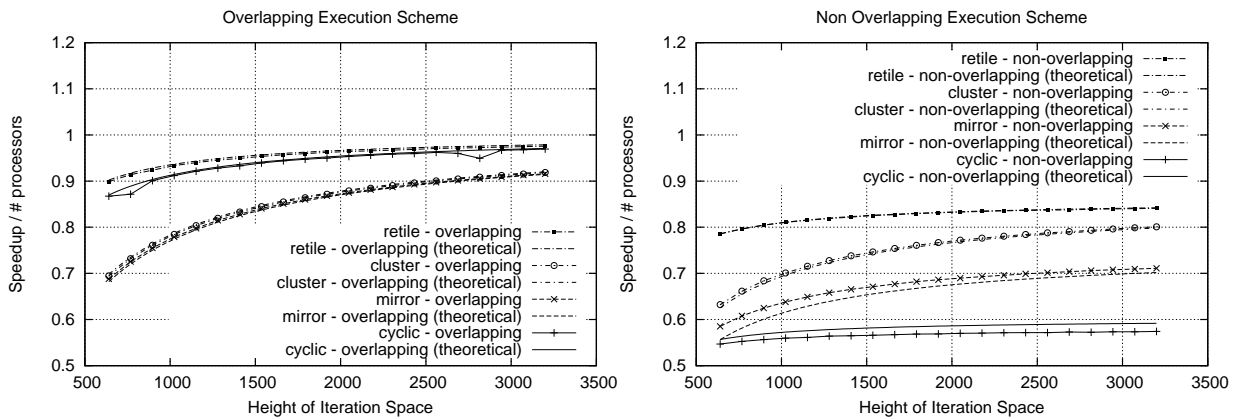 Overlapping Execution Scheme
1.2
1.1
1
0.9
0.8
0.7
0.6
0.5
500
1000
1500
2000
2500
3000
3500
Speedup / # processors
Height of Iteration Space
retile - overlapping
retile - overlapping (theoretical)
cluster - overlapping
cluster - overlapping (theoretical)
mirror - overlapping
mirror - overlapping (theoretical)
cyclic - overlapping
cyclic - overlapping (theoretical)
Non Overlapping Execution Scheme
1.2
1.1
1
0.9
0.8
0.7
0.6
0.5
500
1000
1500
2000
2500
3000
3500
Speedup / # processors
Height of Iteration Space
retile - non-overlapping
retile - non-overlapping (theoretical)
cluster - non-overlapping
cluster - non-overlapping (theoretical)
mirror - non-overlapping
mirror - non-overlapping (theoretical)
cyclic - non-overlapping
cyclic - non-overlapping (theoretical)